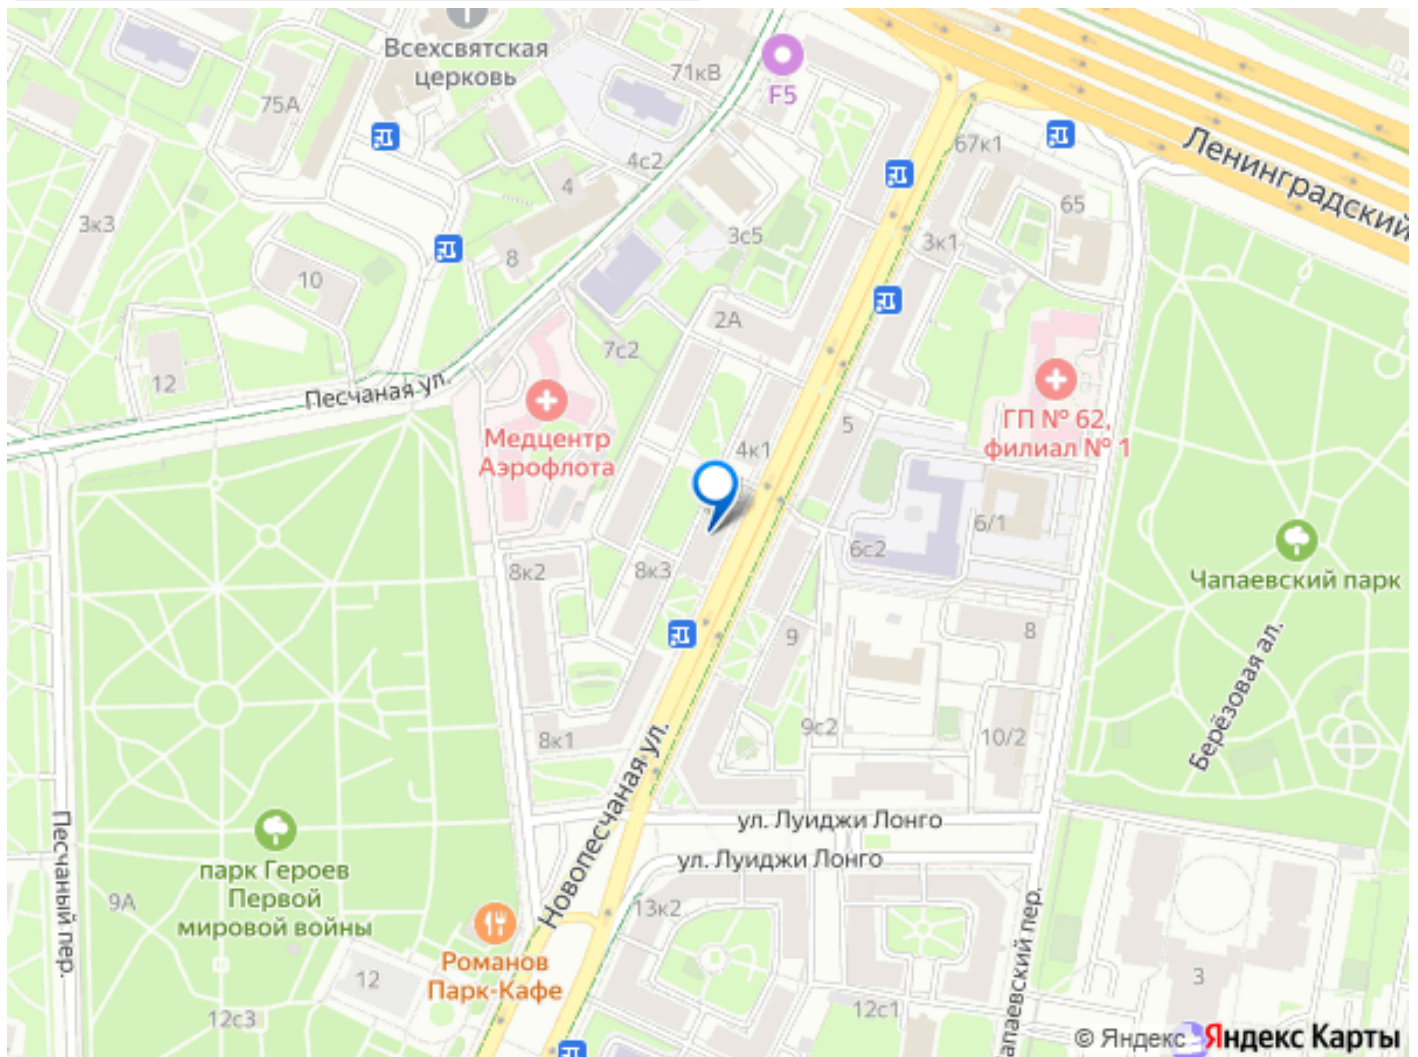 Всехсвятская
церковь
71кВ
F5
75А
67к1
Ленинградский
4с2
4
65
3к3
3с5
3к1
8
10
2А
7с2
12
Песчаная ул.
ГП № 62,
филиал № 1
Медцентр
Аэрофлота
5
4к1
6/1
6с2
8к2
8к3
Чапаевский парк
9
8
Берёзовая ал.
9с2
10/2
8к1
Новопесчаная ул.
ул. Луиджи Лонго
ул. Луиджи Лонго
Песчаный пер.
парк Героев
Первой
мировой войны
9А
13к2
Романов
Парк-Кафе
12
3
12с1
12с3
апаевский пер.
© Яндекс
Яндекс Карты